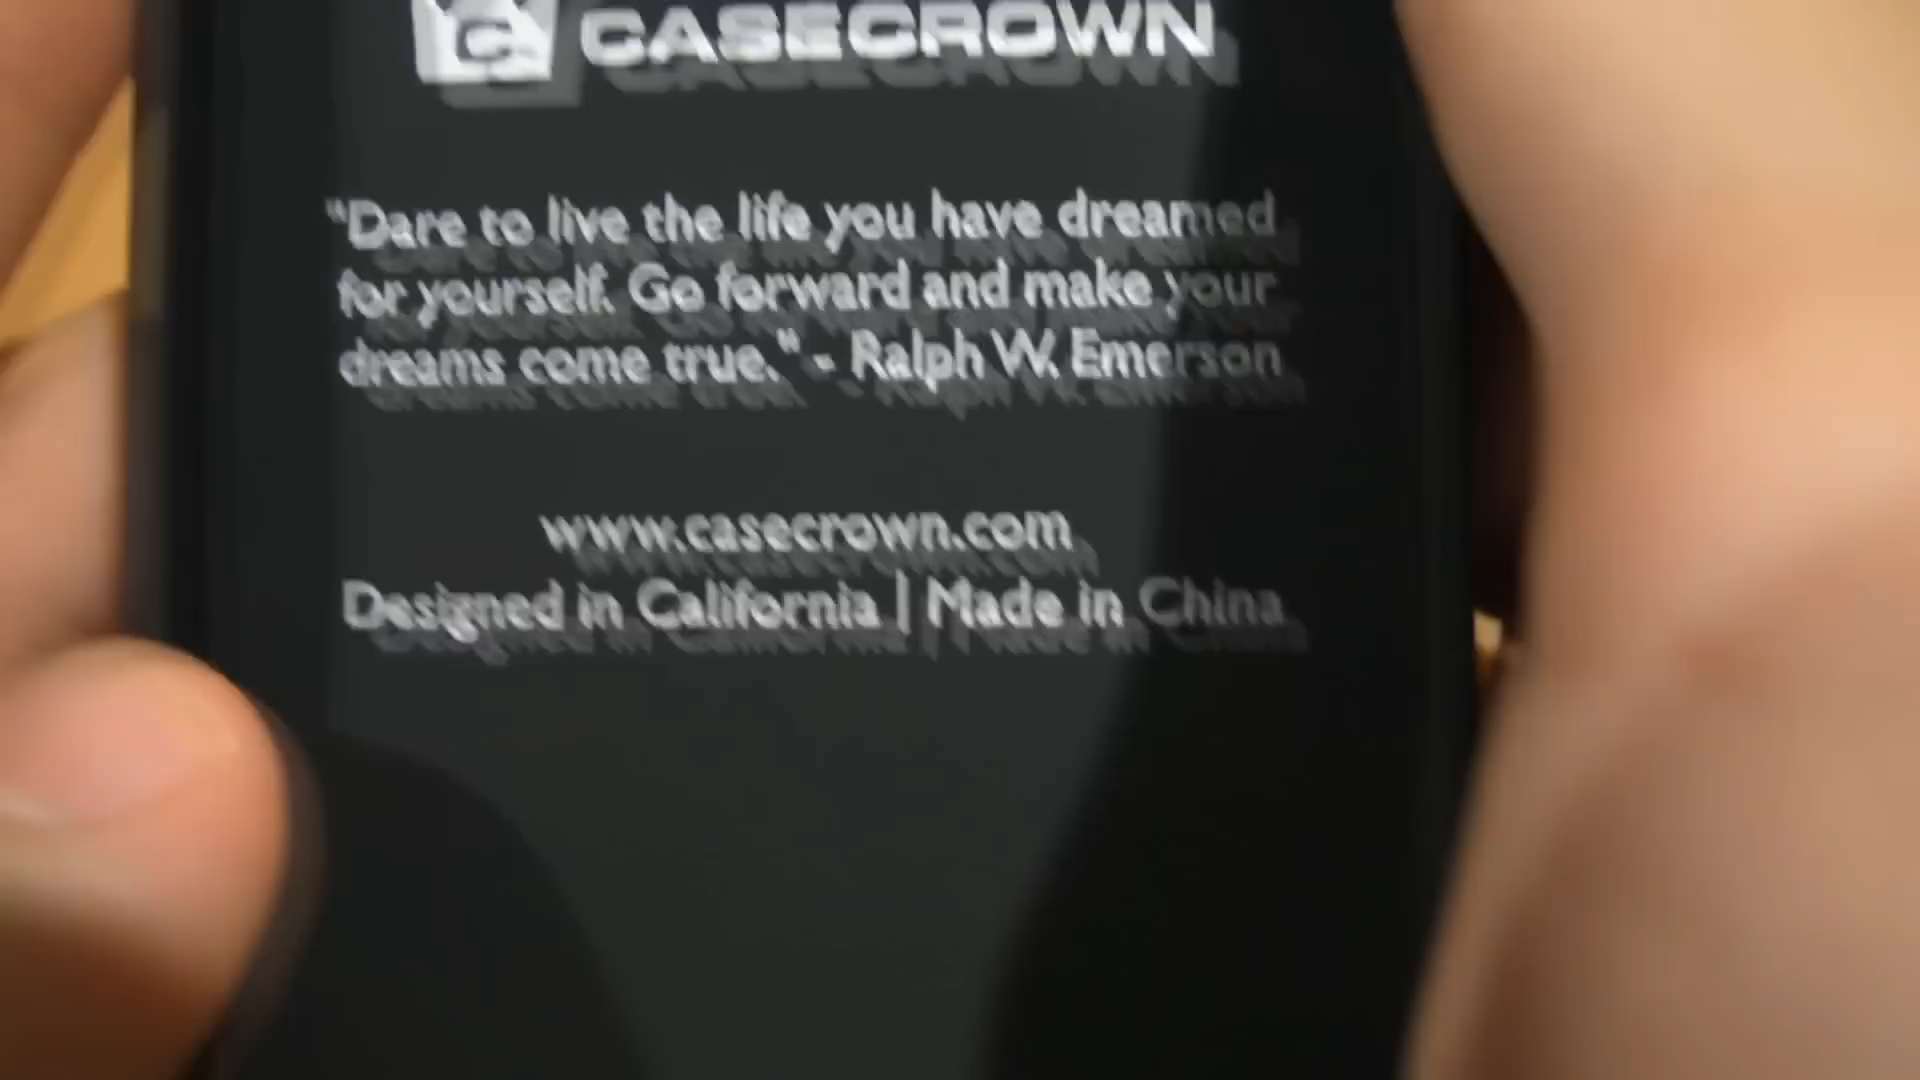 CASECROWN
"Dare to live the life you have dreamed
for yourself. Go forward and make your
dreams come true." - Ralph W. Emerson
www.casecrown.com
Designed in California | Made in China